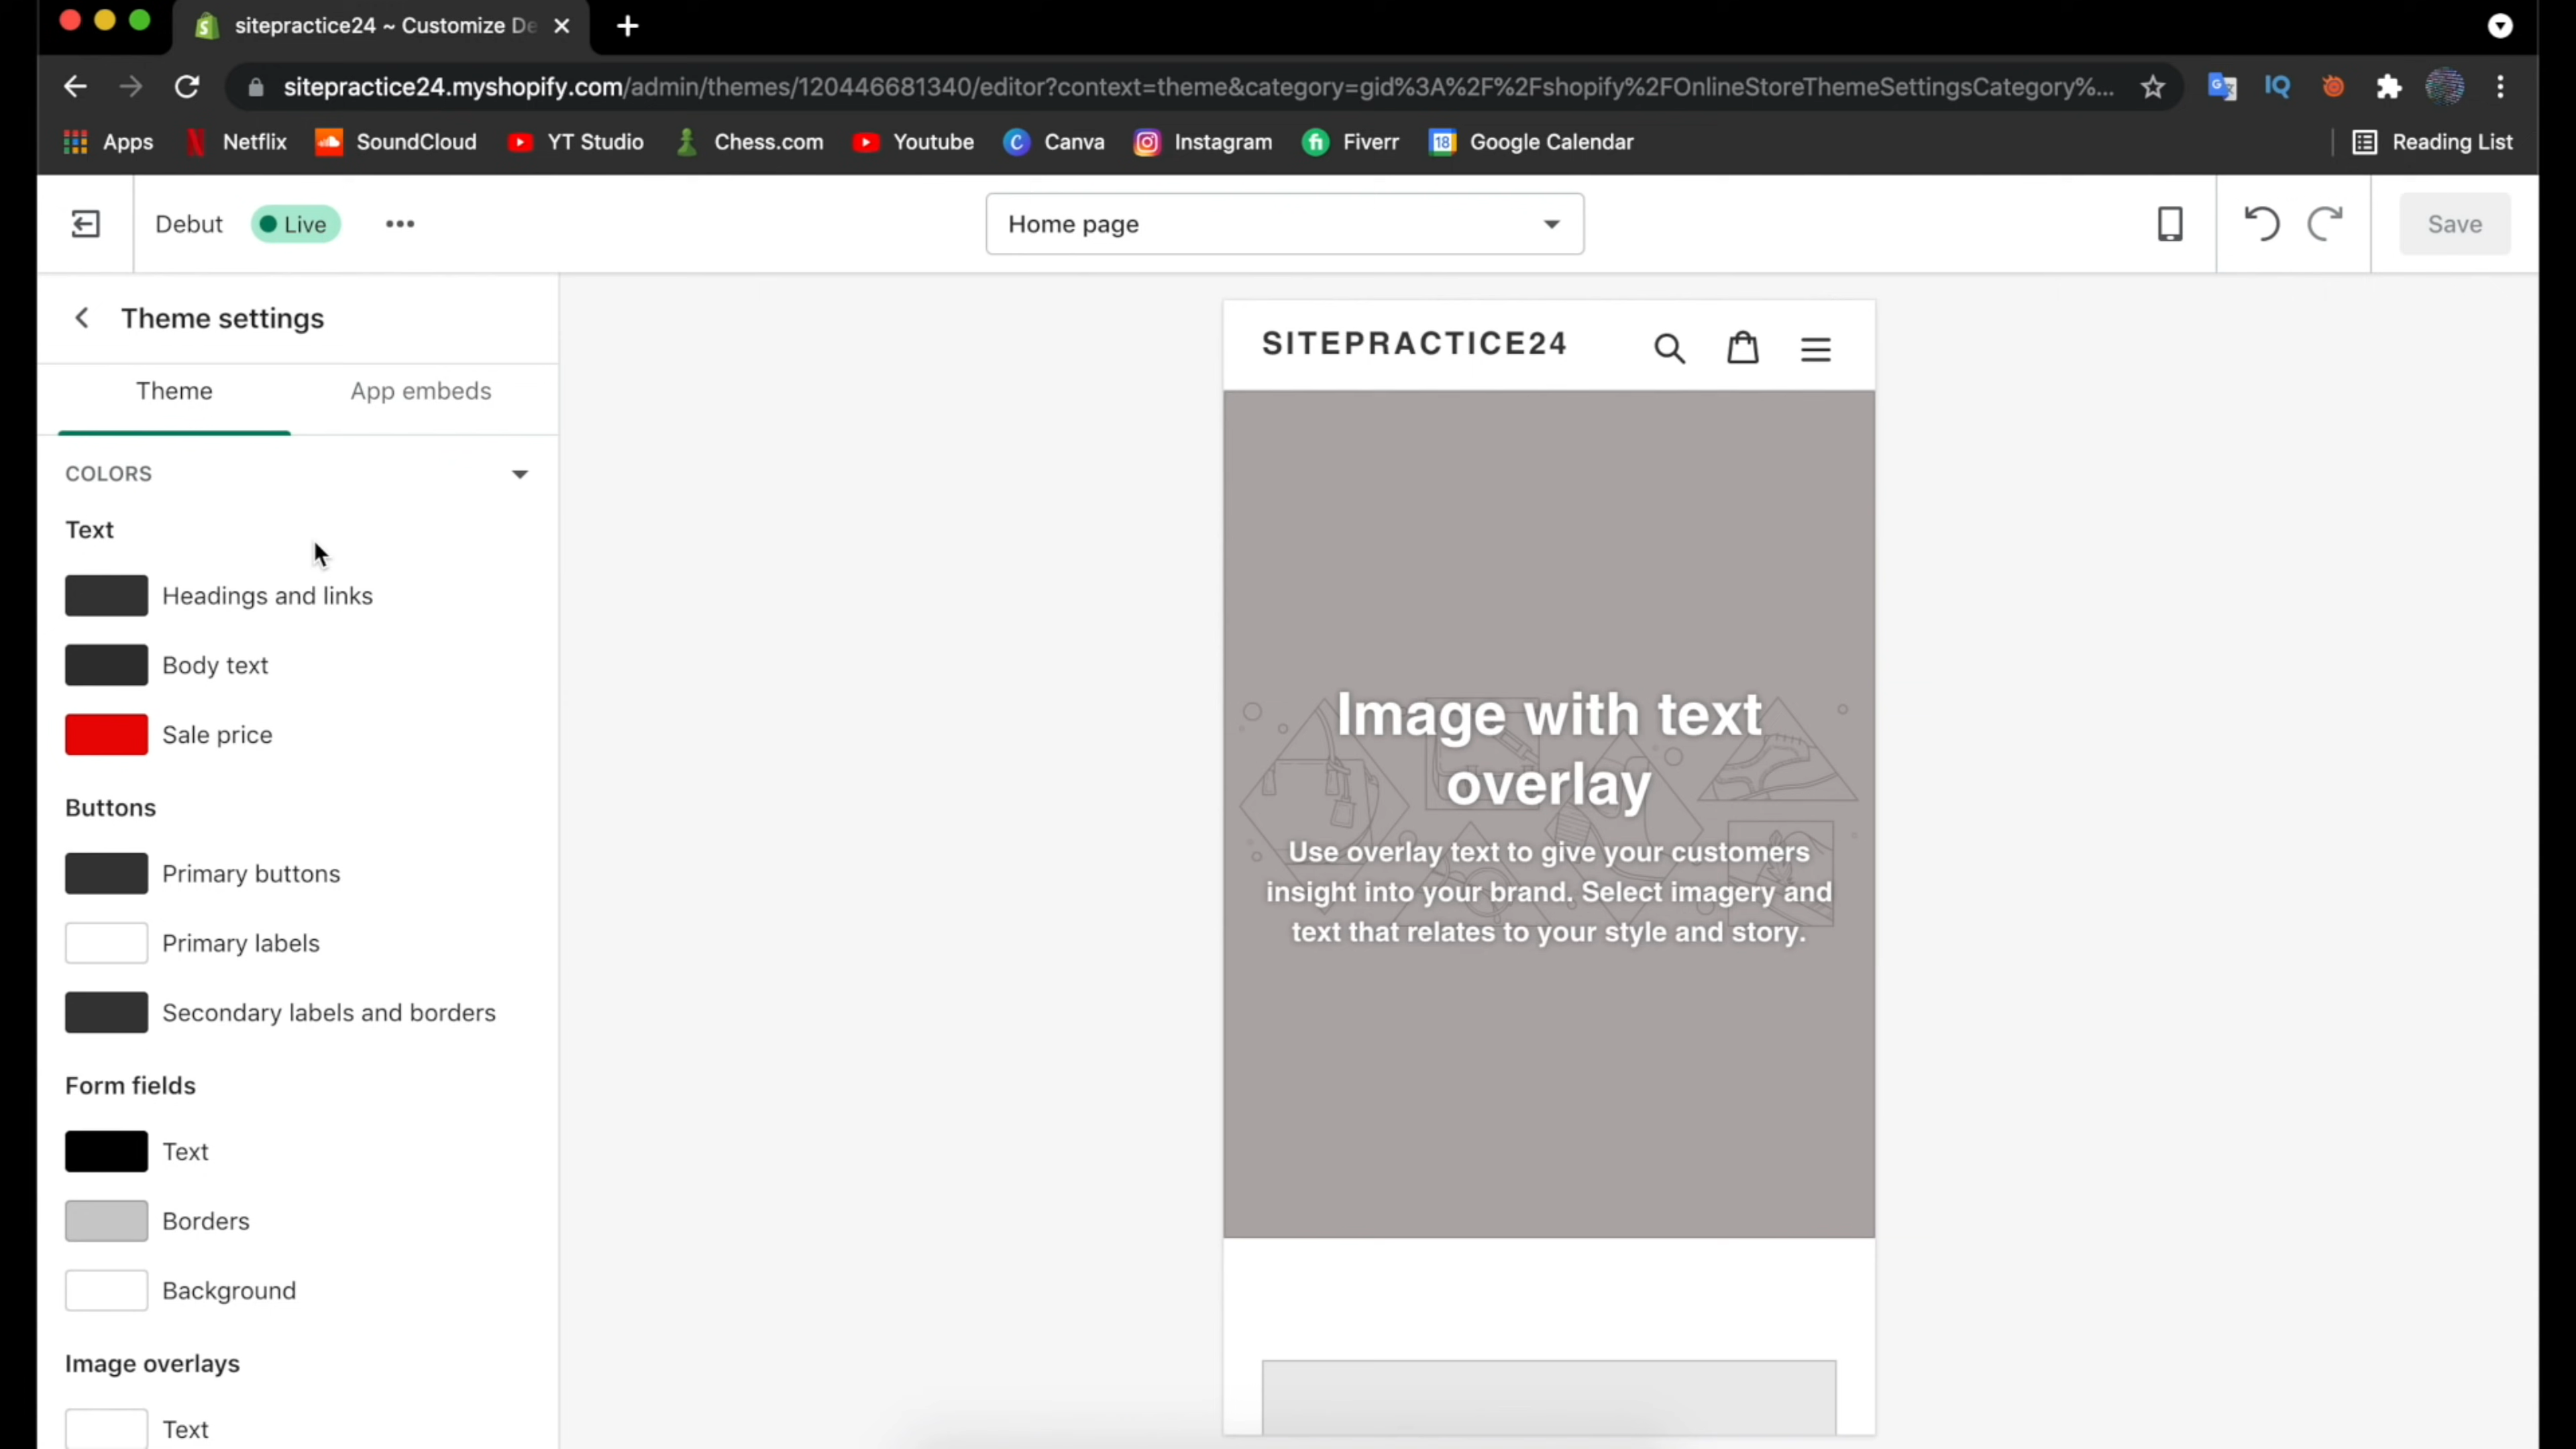 sitepractice24 ~ Customize De
sitepractice24.myshopify.com/admin/themes/120446681340/editor?context=theme&category=gid%3A%2F%2Fshopify%2FOnlineStoreThemeSettingsCategory%...
IQ
Apps Netflix SoundCloud YT Studio Chess.com Youtube Canva Instagram Fiverr 18 Google Calendar Reading List
Debut Live Home page Save
Theme settings
Theme App embeds
COLORS
Text
Headings and links
Body text
Sale price
Buttons
Primary buttons
Primary labels
Secondary labels and borders
Form fields
Text
Borders
Background
Image overlays
Text
SITEPRACTICE24
Image with text
overlay
Use overlay text to give your customers
insight into your brand. Select imagery and
text that relates to your style and story.